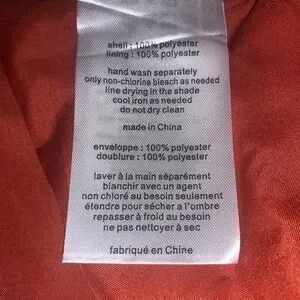 shell : 100% polyester
lining : 100% polyester
hand wash separately
only non-chlorine bleach as needed
line drying in the shade
cool iron as needed
do not dry clean
made in China
enveloppe : 100% polyester
doublure : 100% polyester
laver à la main séparément
blanchir avec un agent
non chloré au besoin seulement
étendre pour sécher a l'ombre
repasser à froid au besoin
ne pas nettoyer à sec
fabriqué en Chine